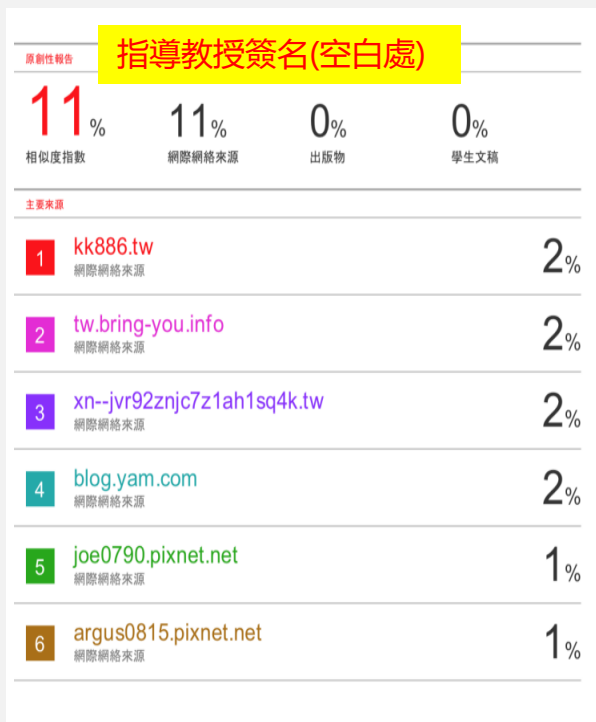 指導教授簽名(空白處)
原創性報告
11% 11% 0% 0%
相似度指數 網際網絡來源 出版物 學生文稿
主要來源
1 kk886.tw 2%
網際網絡來源
2 tw.bring-you.info 2%
網際網絡來源
3 xn--jvr92znjc7z1ah1sq4k.tw 2%
網際網絡來源
4 blog.yam.com 2%
網際網絡來源
5 joe0790.pixnet.net 1%
網際網絡來源
6 argus0815.pixnet.net 1%
網際網絡來源